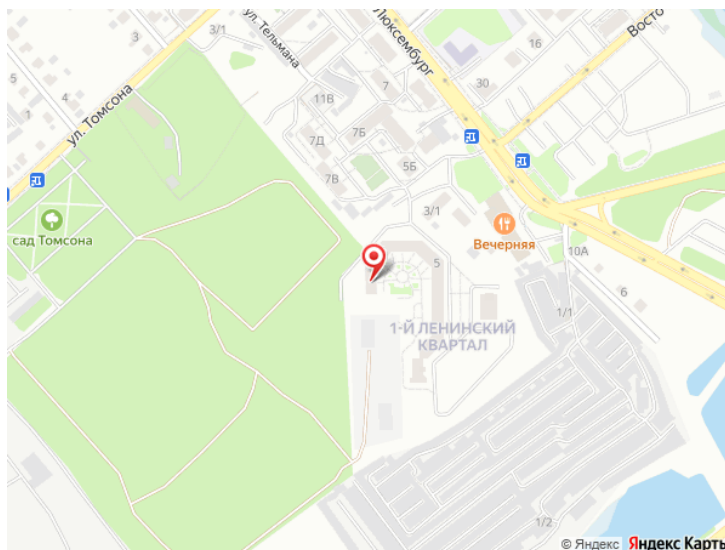 3/1
ул. Тельмана
Люксембург
16
Восто
5
4
1
ул. Томсона
11В
7
30
7Б
7Д
5Б
7В
сад Томсона
3/1
Вечерняя
10А
5
6
1/1
1-Й ЛЕНИНСКИЙ
КВАРТАЛ
1/2
© Яндекс Яндекс Карты